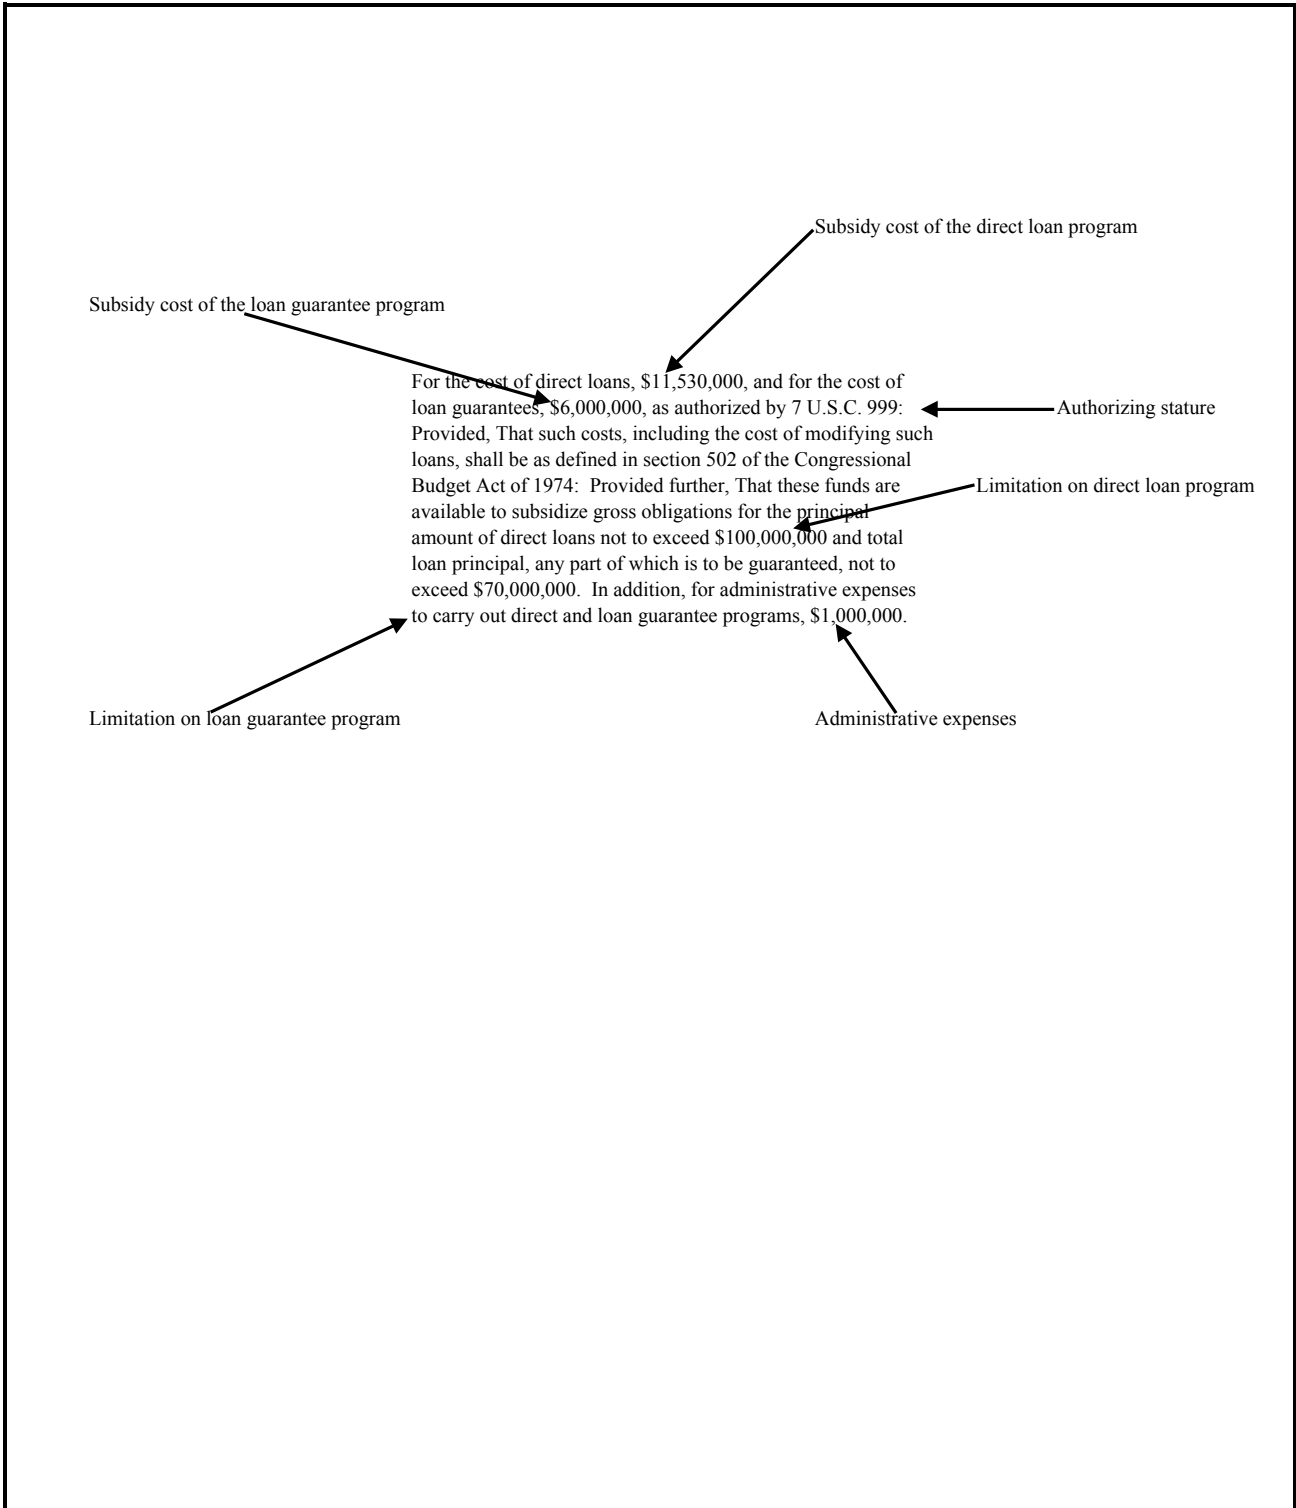 Subsidy cost of the direct loan program
Subsidy cost of the loan guarantee program
For the cost of direct loans, $11,530,000, and for the cost of
loan guarantees, $6,000,000, as authorized by 7 U.S.C. 999:
Authorizing stature
Provided, That such costs, including the cost of modifying such
loans, shall be as defined in section 502 of the Congressional
Budget Act of 1974:  Provided further, That these funds are
Limitation on direct loan program
available to subsidize gross obligations for the principal
amount of direct loans not to exceed $100,000,000 and total
loan principal, any part of which is to be guaranteed, not to
exceed $70,000,000.  In addition, for administrative expenses
to carry out direct and loan guarantee programs, $1,000,000.
Limitation on loan guarantee program
Administrative expenses